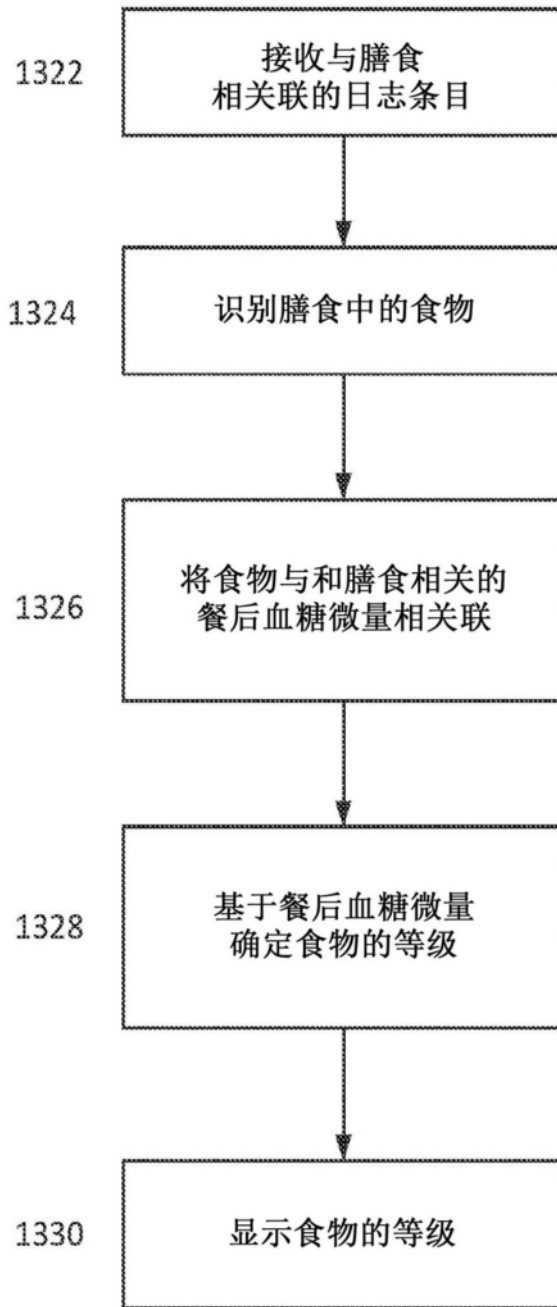 1322
接收与膳食
相关联的日志条目
1324
识别膳食中的食物
1326
将食物与和膳食相关的
餐后血糖微量相关联
1328
基于餐后血糖微量
确定食物的等级
1330
显示食物的等级